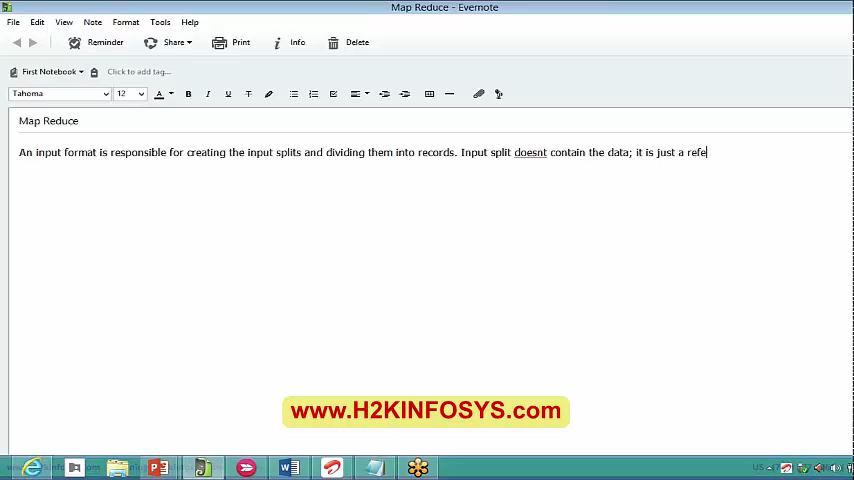 Map Reduce - Evernote
File Edit View Note Format Tools Help
Reminder Share Print Info Delete
First Notebook Click to add tag...
Tahoma 12 A B I U T
Map Reduce
An input format is responsible for creating the input splits and dividing them into records. Input split doesnt contain the data; it is just a refe
www.H2KINFOSYS.com
US